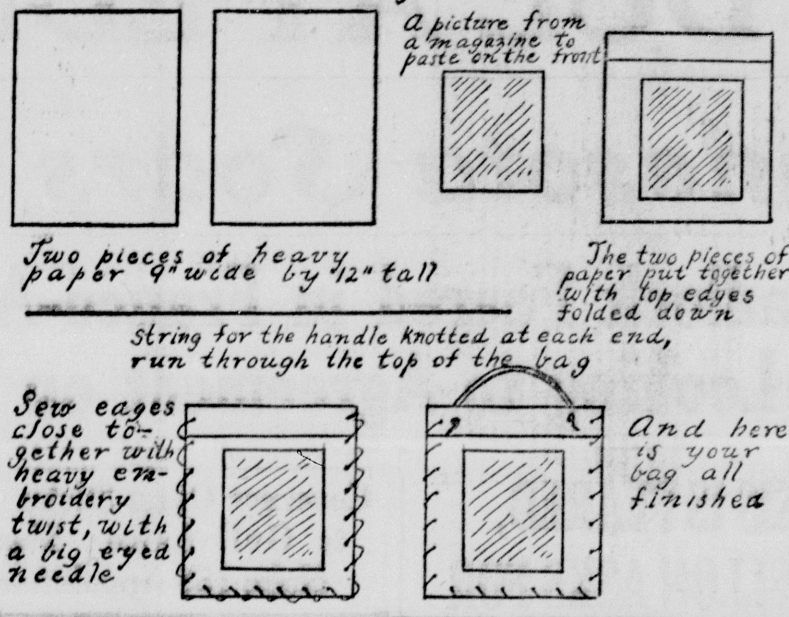 A picture from
a magazine to
paste on the front
Two pieces of heavy
paper 9" wide by 12" tall
The two pieces of
paper put together
with top edges
folded down
String for the handle knotted at each end,
run through the top of the bag
Sew edges
close to-
gether with
heavy em-
broidery
twist, with
a big eyed
needle
And here
is your
bag all
finished